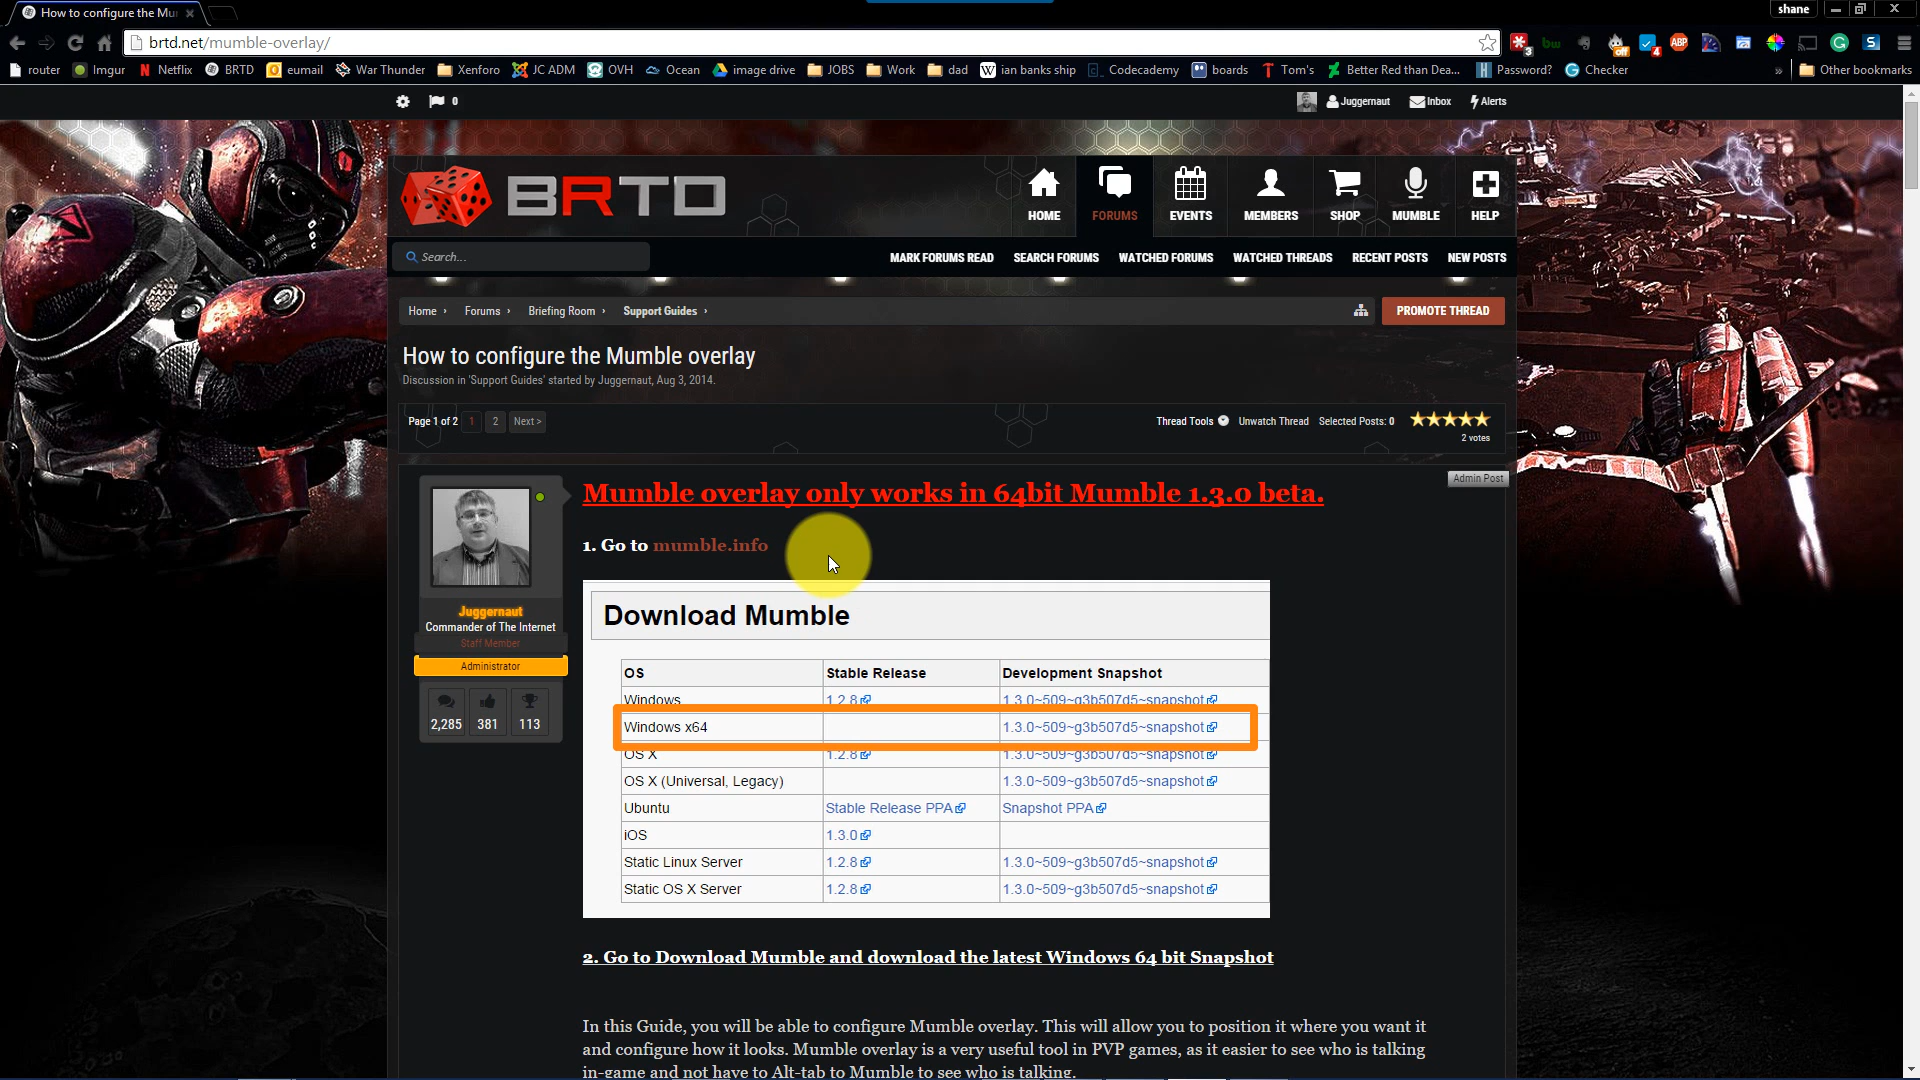 How to configure the Mu
shane
brtd.net/mumble-overlay/
3
off
4
ABP
router
Imgur
Netflix
BRTD
eumail
War Thunder
Xenforo
JC ADM
OVH
Ocean
image drive
JOBS
Work
dad
ian banks ship
Codecademy
boards
Tom's
Better Red than Dea...
Password?
Checker
»
Other bookmarks
0
Juggernaut
Inbox
Alerts
BRTD
HOME
FORUMS
EVENTS
MEMBERS
SHOP
MUMBLE
HELP
Search...
MARK FORUMS READ
SEARCH FORUMS
WATCHED FORUMS
WATCHED THREADS
RECENT POSTS
NEW POSTS
Home
Forums
Briefing Room
Support Guides
PROMOTE THREAD
How to configure the Mumble overlay
Discussion in 'Support Guides' started by Juggernaut, Aug 3, 2014.
Page 1 of 2
1
2
Next >
Thread Tools
Unwatch Thread
Selected Posts: 0
2 votes
Admin Post
Juggernaut
Commander of The Internet
Staff Member
Administrator
2,285
381
113
Mumble overlay only works in 64bit Mumble 1.3.0 beta.
1. Go to mumble.info
Download Mumble
OS Stable Release Development Snapshot
Windows 1.2.8 1.3.0~509~g3b507d5~snapshot
Windows x64 1.3.0~509~g3b507d5~snapshot
OS X 1.2.8 1.3.0~509~g3b507d5~snapshot
OS X (Universal, Legacy) 1.3.0~509~g3b507d5~snapshot
Ubuntu Stable Release PPA Snapshot PPA
iOS 1.3.0
Static Linux Server 1.2.8 1.3.0~509~g3b507d5~snapshot
Static OS X Server 1.2.8 1.3.0~509~g3b507d5~snapshot
2. Go to Download Mumble and download the latest Windows 64 bit Snapshot
In this Guide, you will be able to configure Mumble overlay. This will allow you to position it where you want it
and configure how it looks. Mumble overlay is a very useful tool in PVP games, as it easier to see who is talking
in-game and not have to Alt-tab to Mumble to see who is talking.